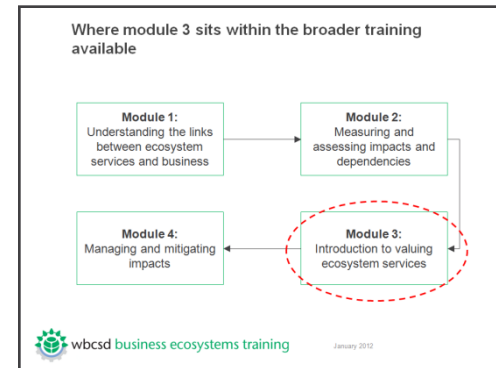 Where module 3 sits within the broader training
available
Module 1:
Understanding the links
between ecosystem
services and business
Module 2:
Measuring and
assessing impacts and
dependencies
Module 4:
Managing and mitigating
impacts
Module 3:
Introduction to valuing
ecosystem services
wbcsd business ecosystems training
January 2012